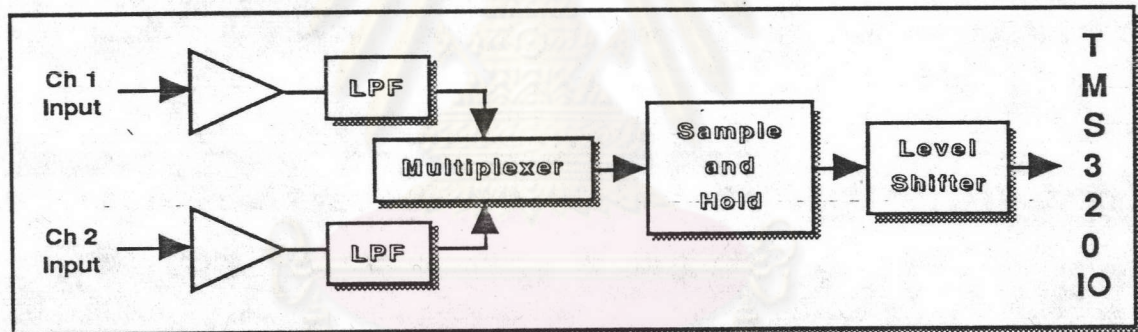 Ch 1
Input
LPF
Multiplexer
Sample
and
Hold
Level
Shifter
Ch 2
Input
LPF
T
M
S
3
2
0
IO